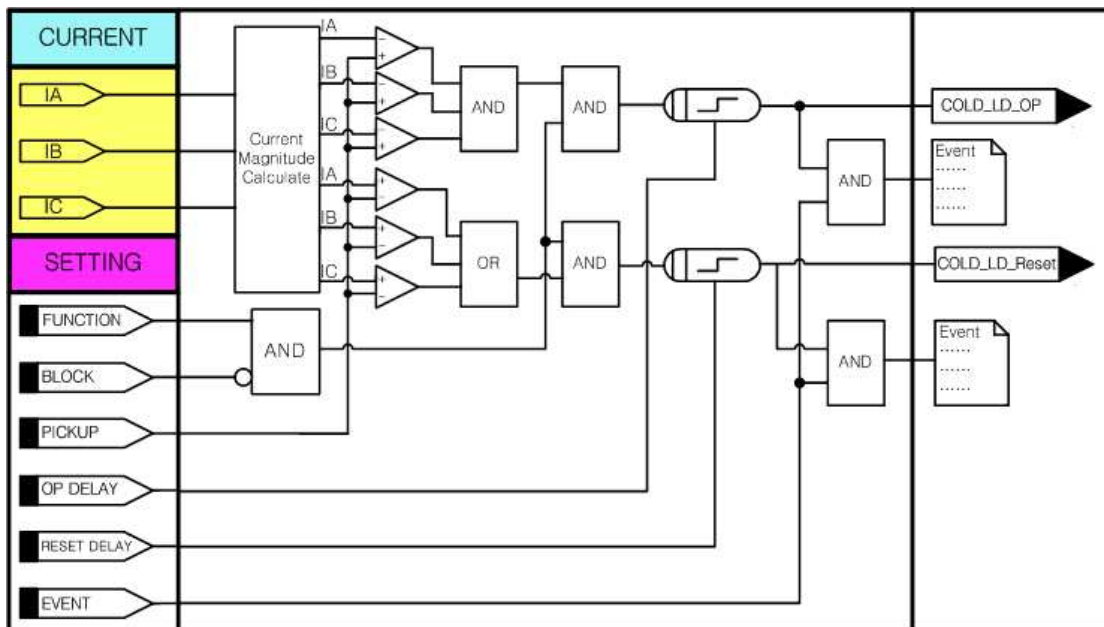 CURRENT
IA
IB
IC
SETTING
FUNCTION
BLOCK
PICKUP
OP DELAY
RESET DELAY
EVENT
Current
Magnitude
Calculate
IA
IB
IC
IA
IB
IC
−
+
−
+
−
+
+
−
+
−
+
−
AND
AND
OR
AND
AND
AND
AND
COLD_LD_OP
Event
......
......
......
COLD_LD_Reset
Event
......
......
......